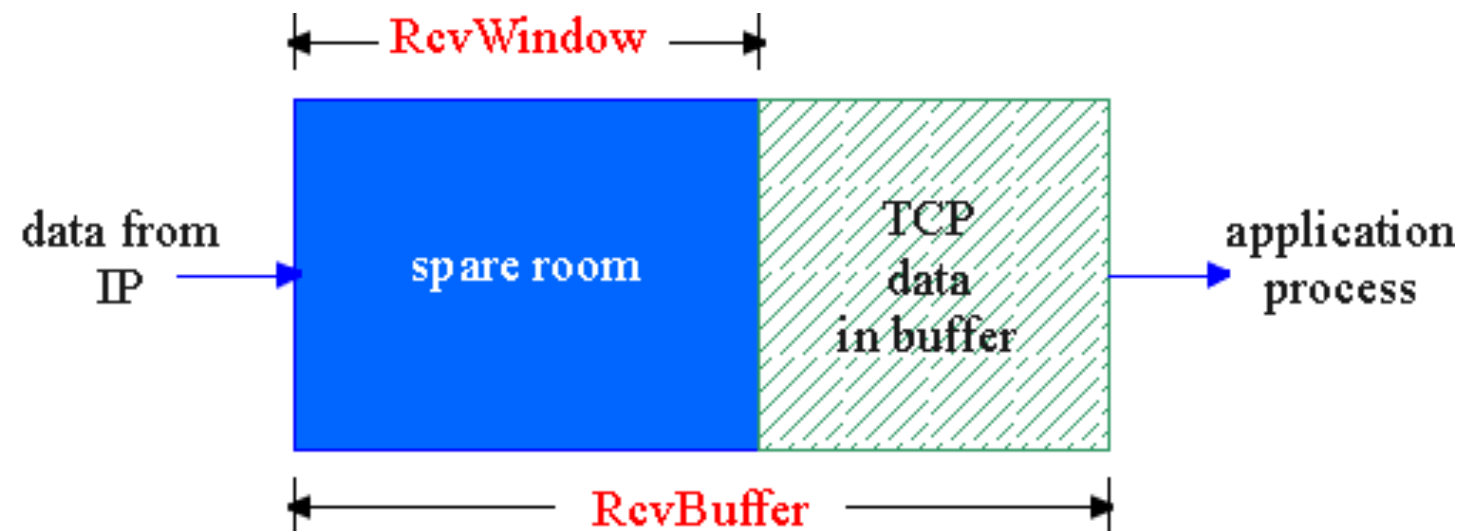 RcvWindow
data from
IP
spare room
TCP
data
in buffer
application
process
RcvBuffer